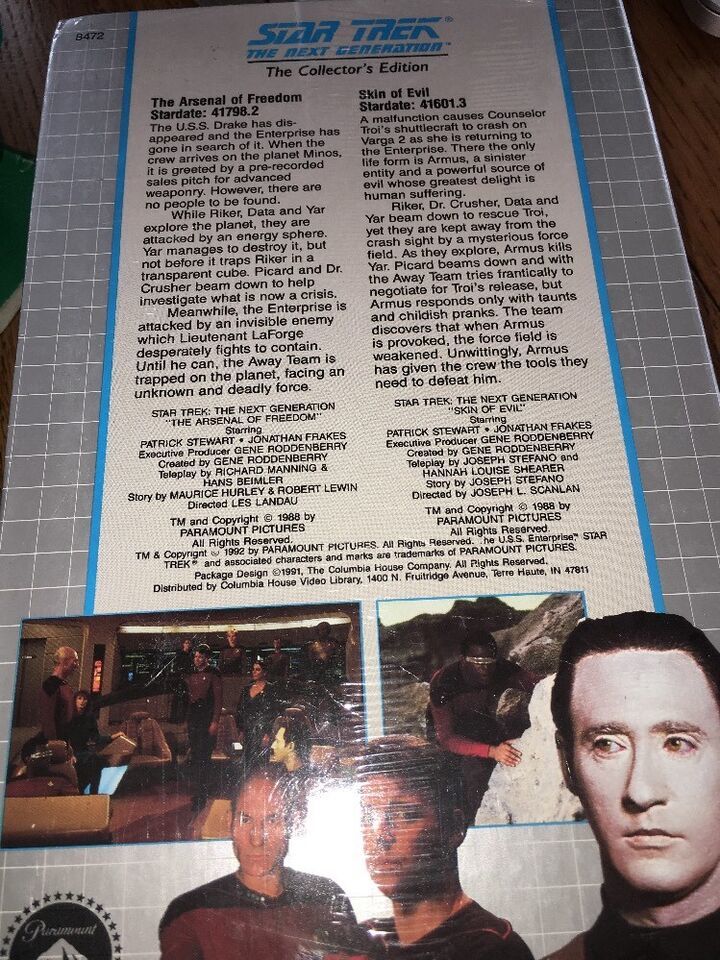 8472
STAR TREK®
THE NEXT GENERATION™
The Collector's Edition
The Arsenal of Freedom
Stardate: 41798.2
The U.S.S. Drake has dis-
appeared and the Enterprise has
gone in search of it. When the
crew arrives on the planet Minos,
it is greeted by a pre-recorded
sales pitch for advanced
weaponry. However, there are
no people to be found.
While Riker, Data and Yar
explore the planet, they are
attacked by an energy sphere.
Yar manages to destroy it, but
not before it traps Riker in a
transparent cube. Picard and Dr.
Crusher beam down to help
investigate what is now a crisis.
Meanwhile, the Enterprise is
attacked by an invisible enemy
which Lieutenant LaForge
desperately fights to contain.
Until he can, the Away Team is
trapped on the planet, facing an
unknown and deadly force.
STAR TREK: THE NEXT GENERATION
"THE ARSENAL OF FREEDOM"
Starring
PATRICK STEWART • JONATHAN FRAKES
Executive Producer GENE RODDENBERRY
Created by GENE RODDENBERRY
Teleplay by RICHARD MANNING &
HANS BEIMLER
Story by MAURICE HURLEY & ROBERT LEWIN
Directed LES LANDAU
TM and Copyright © 1988 by
PARAMOUNT PICTURES
All Rights Reserved.
Skin of Evil
Stardate: 41601.3
A malfunction causes Counselor
Troi's shuttlecraft to crash on
Varga 2 as she is returning to
the Enterprise. There the only
life form is Armus, a sinister
entity and a powerful source of
evil whose greatest delight is
human suffering.
Riker, Dr. Crusher, Data and
Yar beam down to rescue Troi,
yet they are kept away from the
crash sight by a mysterious force
field. As they explore, Armus kills
Yar. Picard beams down and with
the Away Team tries frantically to
negotiate for Troi's release, but
Armus responds only with taunts
and childish pranks. The team
discovers that when Armus
is provoked, the force field is
weakened. Unwittingly, Armus
has given the crew the tools they
need to defeat him.
STAR TREK: THE NEXT GENERATION
"SKIN OF EVIL"
Starring
PATRICK STEWART • JONATHAN FRAKES
Executive Producer GENE RODDENBERRY
Created by GENE RODDENBERRY
Teleplay by JOSEPH STEFANO and
HANNAH LOUISE SHEARER
Story by JOSEPH STEFANO
Directed by JOSEPH L. SCANLAN
TM and Copyright © 1988 by
PARAMOUNT PICTURES
All Rights Reserved.
TM & Copyright © 1992 by PARAMOUNT PICTURES. All Rights Reserved. The U.S.S. Enterprise,™ STAR
TREK® and associated characters and marks are trademarks of PARAMOUNT PICTURES.
Package Design ©1991, The Columbia House Company. All Rights Reserved.
Distributed by Columbia House Video Library, 1400 N. Fruitridge Avenue, Terre Haute, IN 47811
Paramount